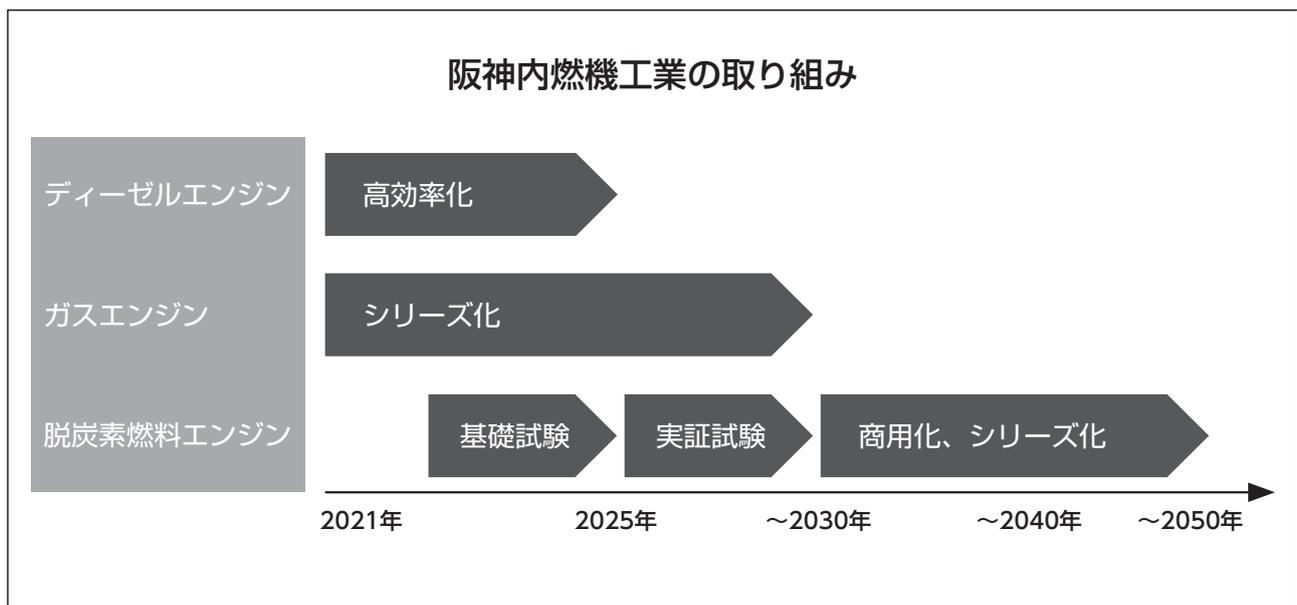 阪神内燃機工業の取り組み
ディーゼルエンジン
高効率化
ガスエンジン
シリーズ化
脱炭素燃料エンジン
基礎試験
実証試験
商用化、シリーズ化
2021年
2025年
～2030年
～2040年
～2050年